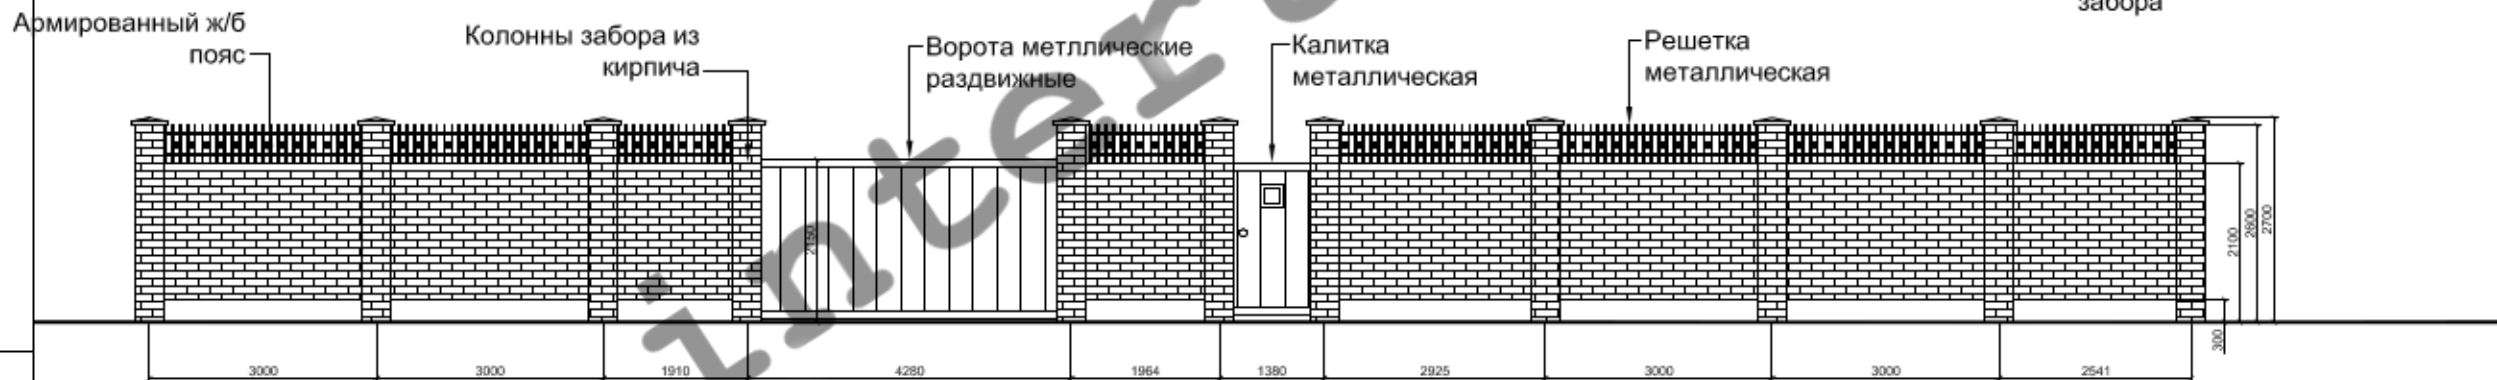 Армированный ж/б
пояс
Колонны забора из
кирпича
Ворота метллические
раздвижные
Калитка
металлическая
Решетка
металлическая
забора
2150
2100
2600
2700
300
3000
3000
1910
4280
1964
1380
2925
3000
3000
2541
inter